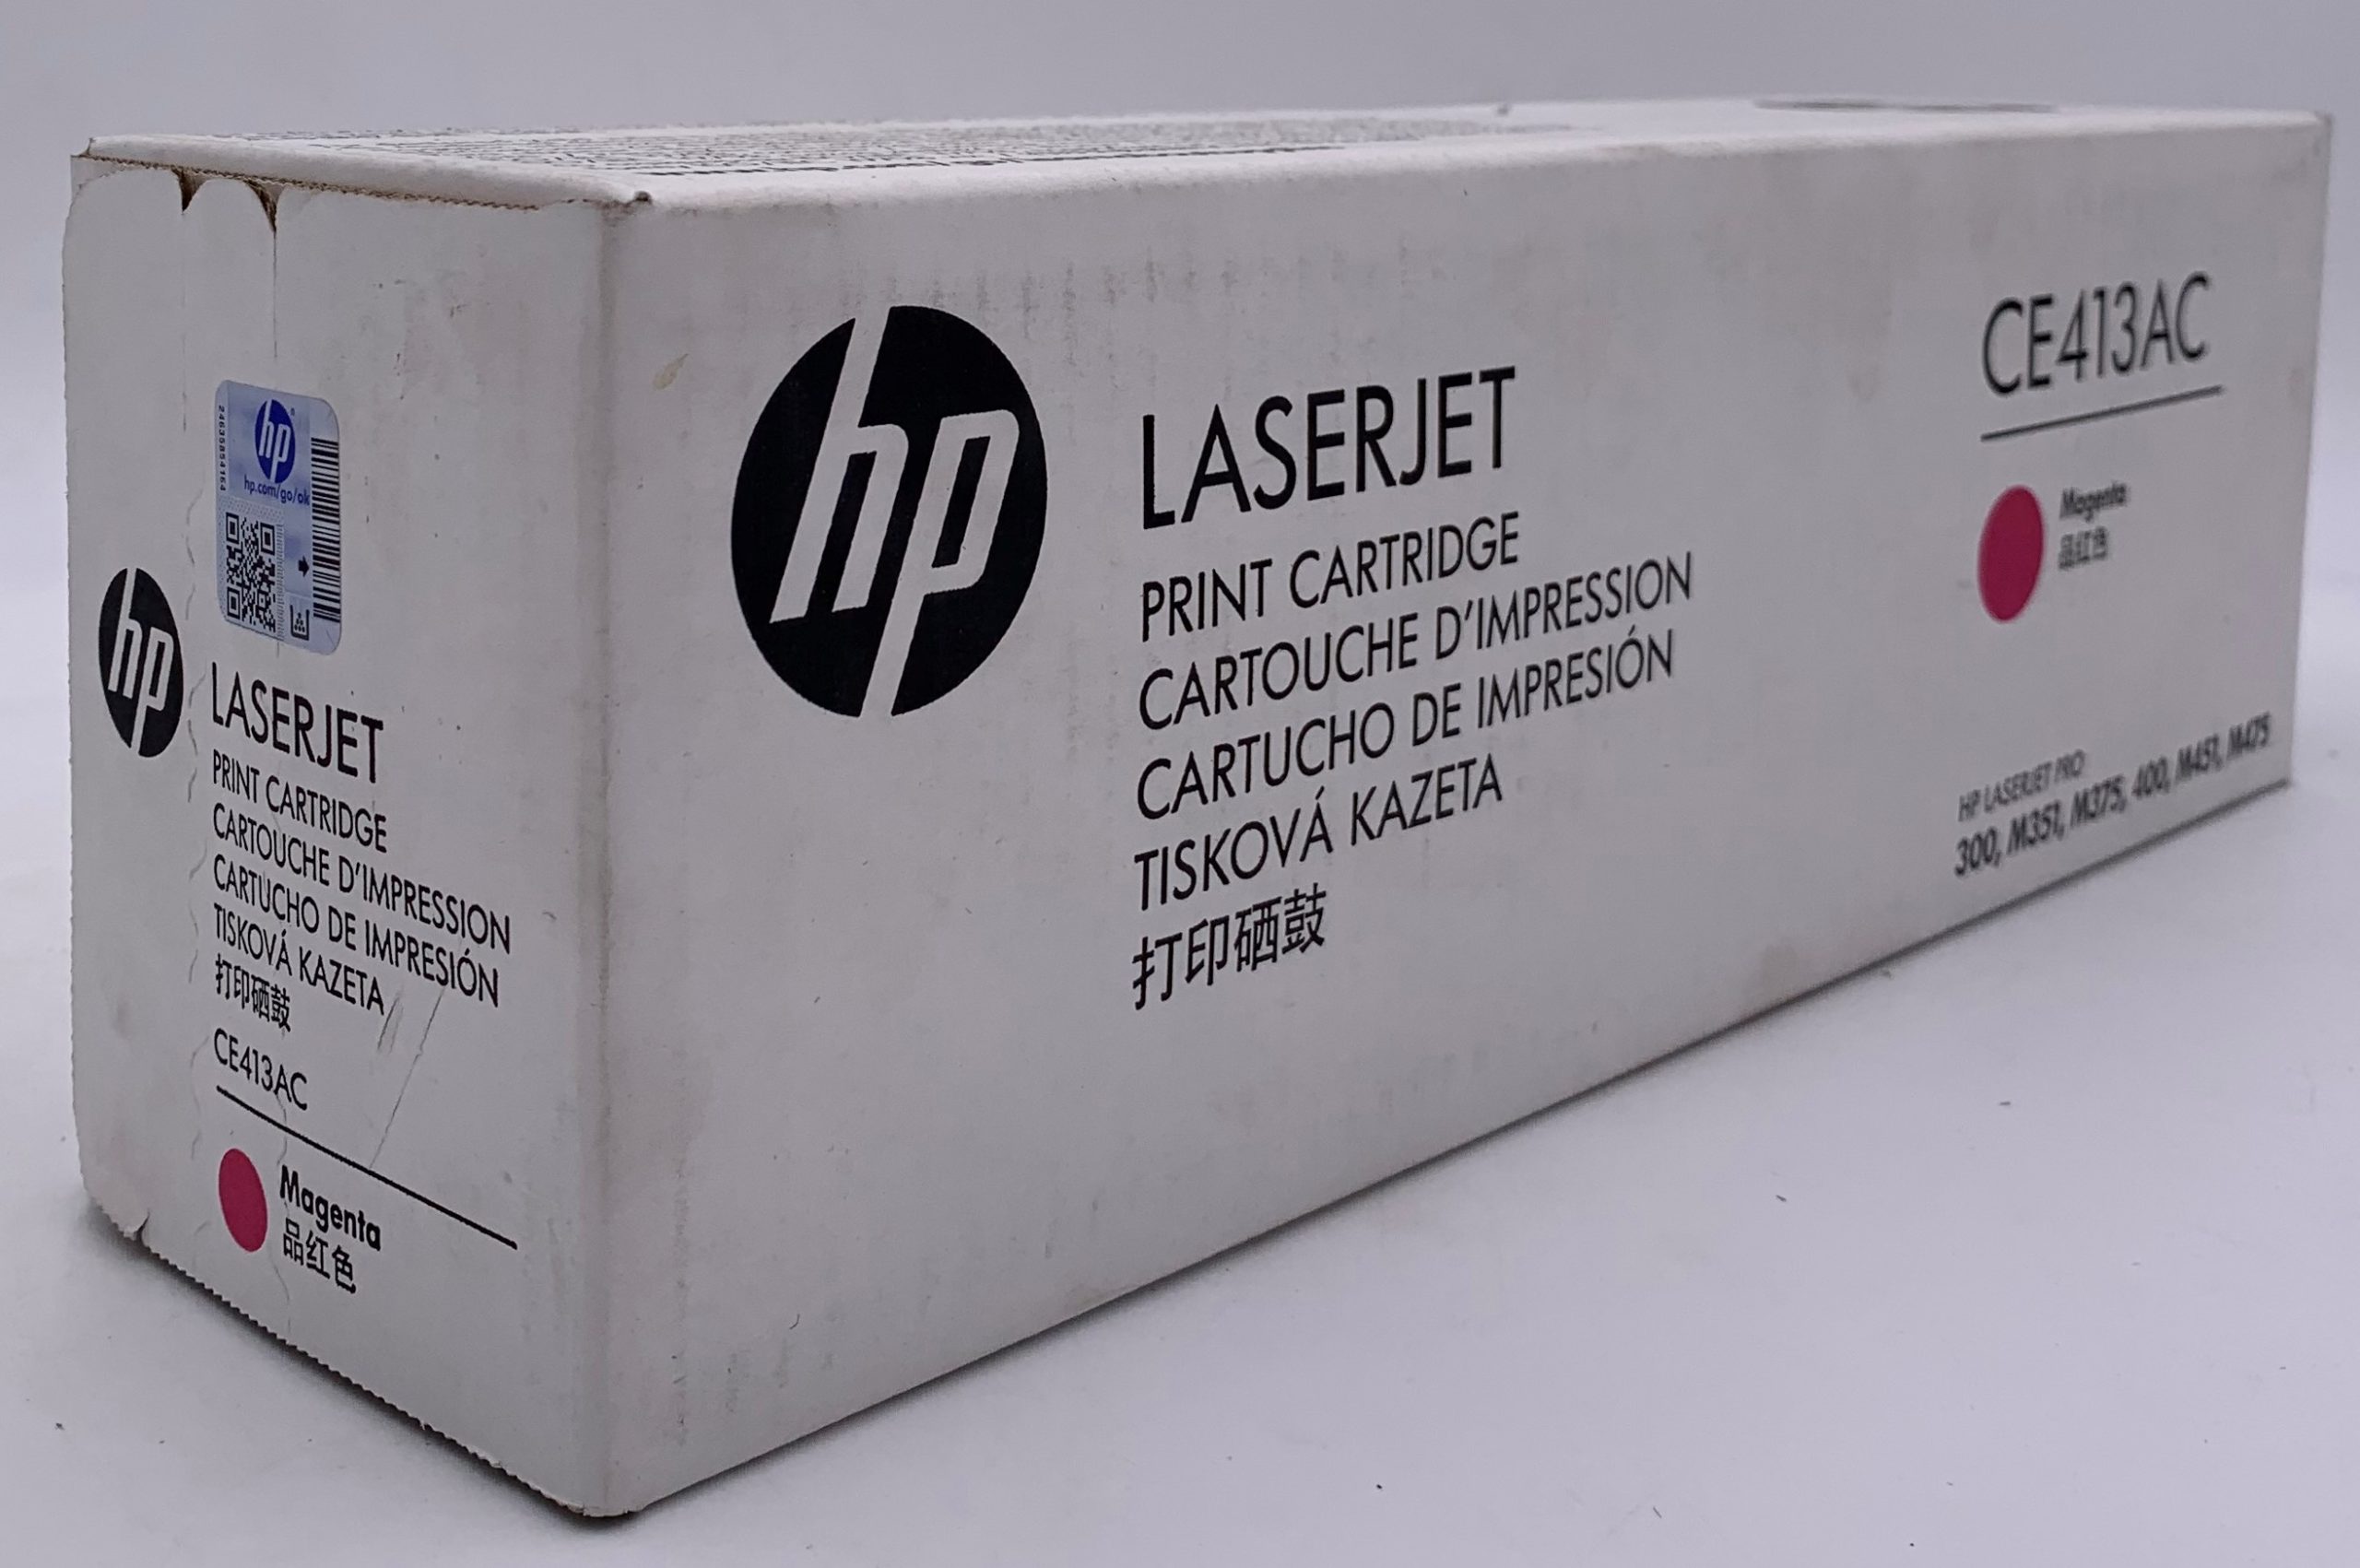 hp
hp.com/go/ok
hp
LASERJET
PRINT CARTRIDGE
CARTOUCHE D'IMPRESSION
CARTUCHO DE IMPRESIÓN
TISKOVÁ KAZETA
打印硒鼓
CE413AC
Magenta
品红色
hp
LASERJET
PRINT CARTRIDGE
CARTOUCHE D'IMPRESSION
CARTUCHO DE IMPRESIÓN
TISKOVÁ KAZETA
打印硒鼓
CE413AC
Magenta
品红色
HP LASERJET PRO
300, M351, M375, 400, M451, M475